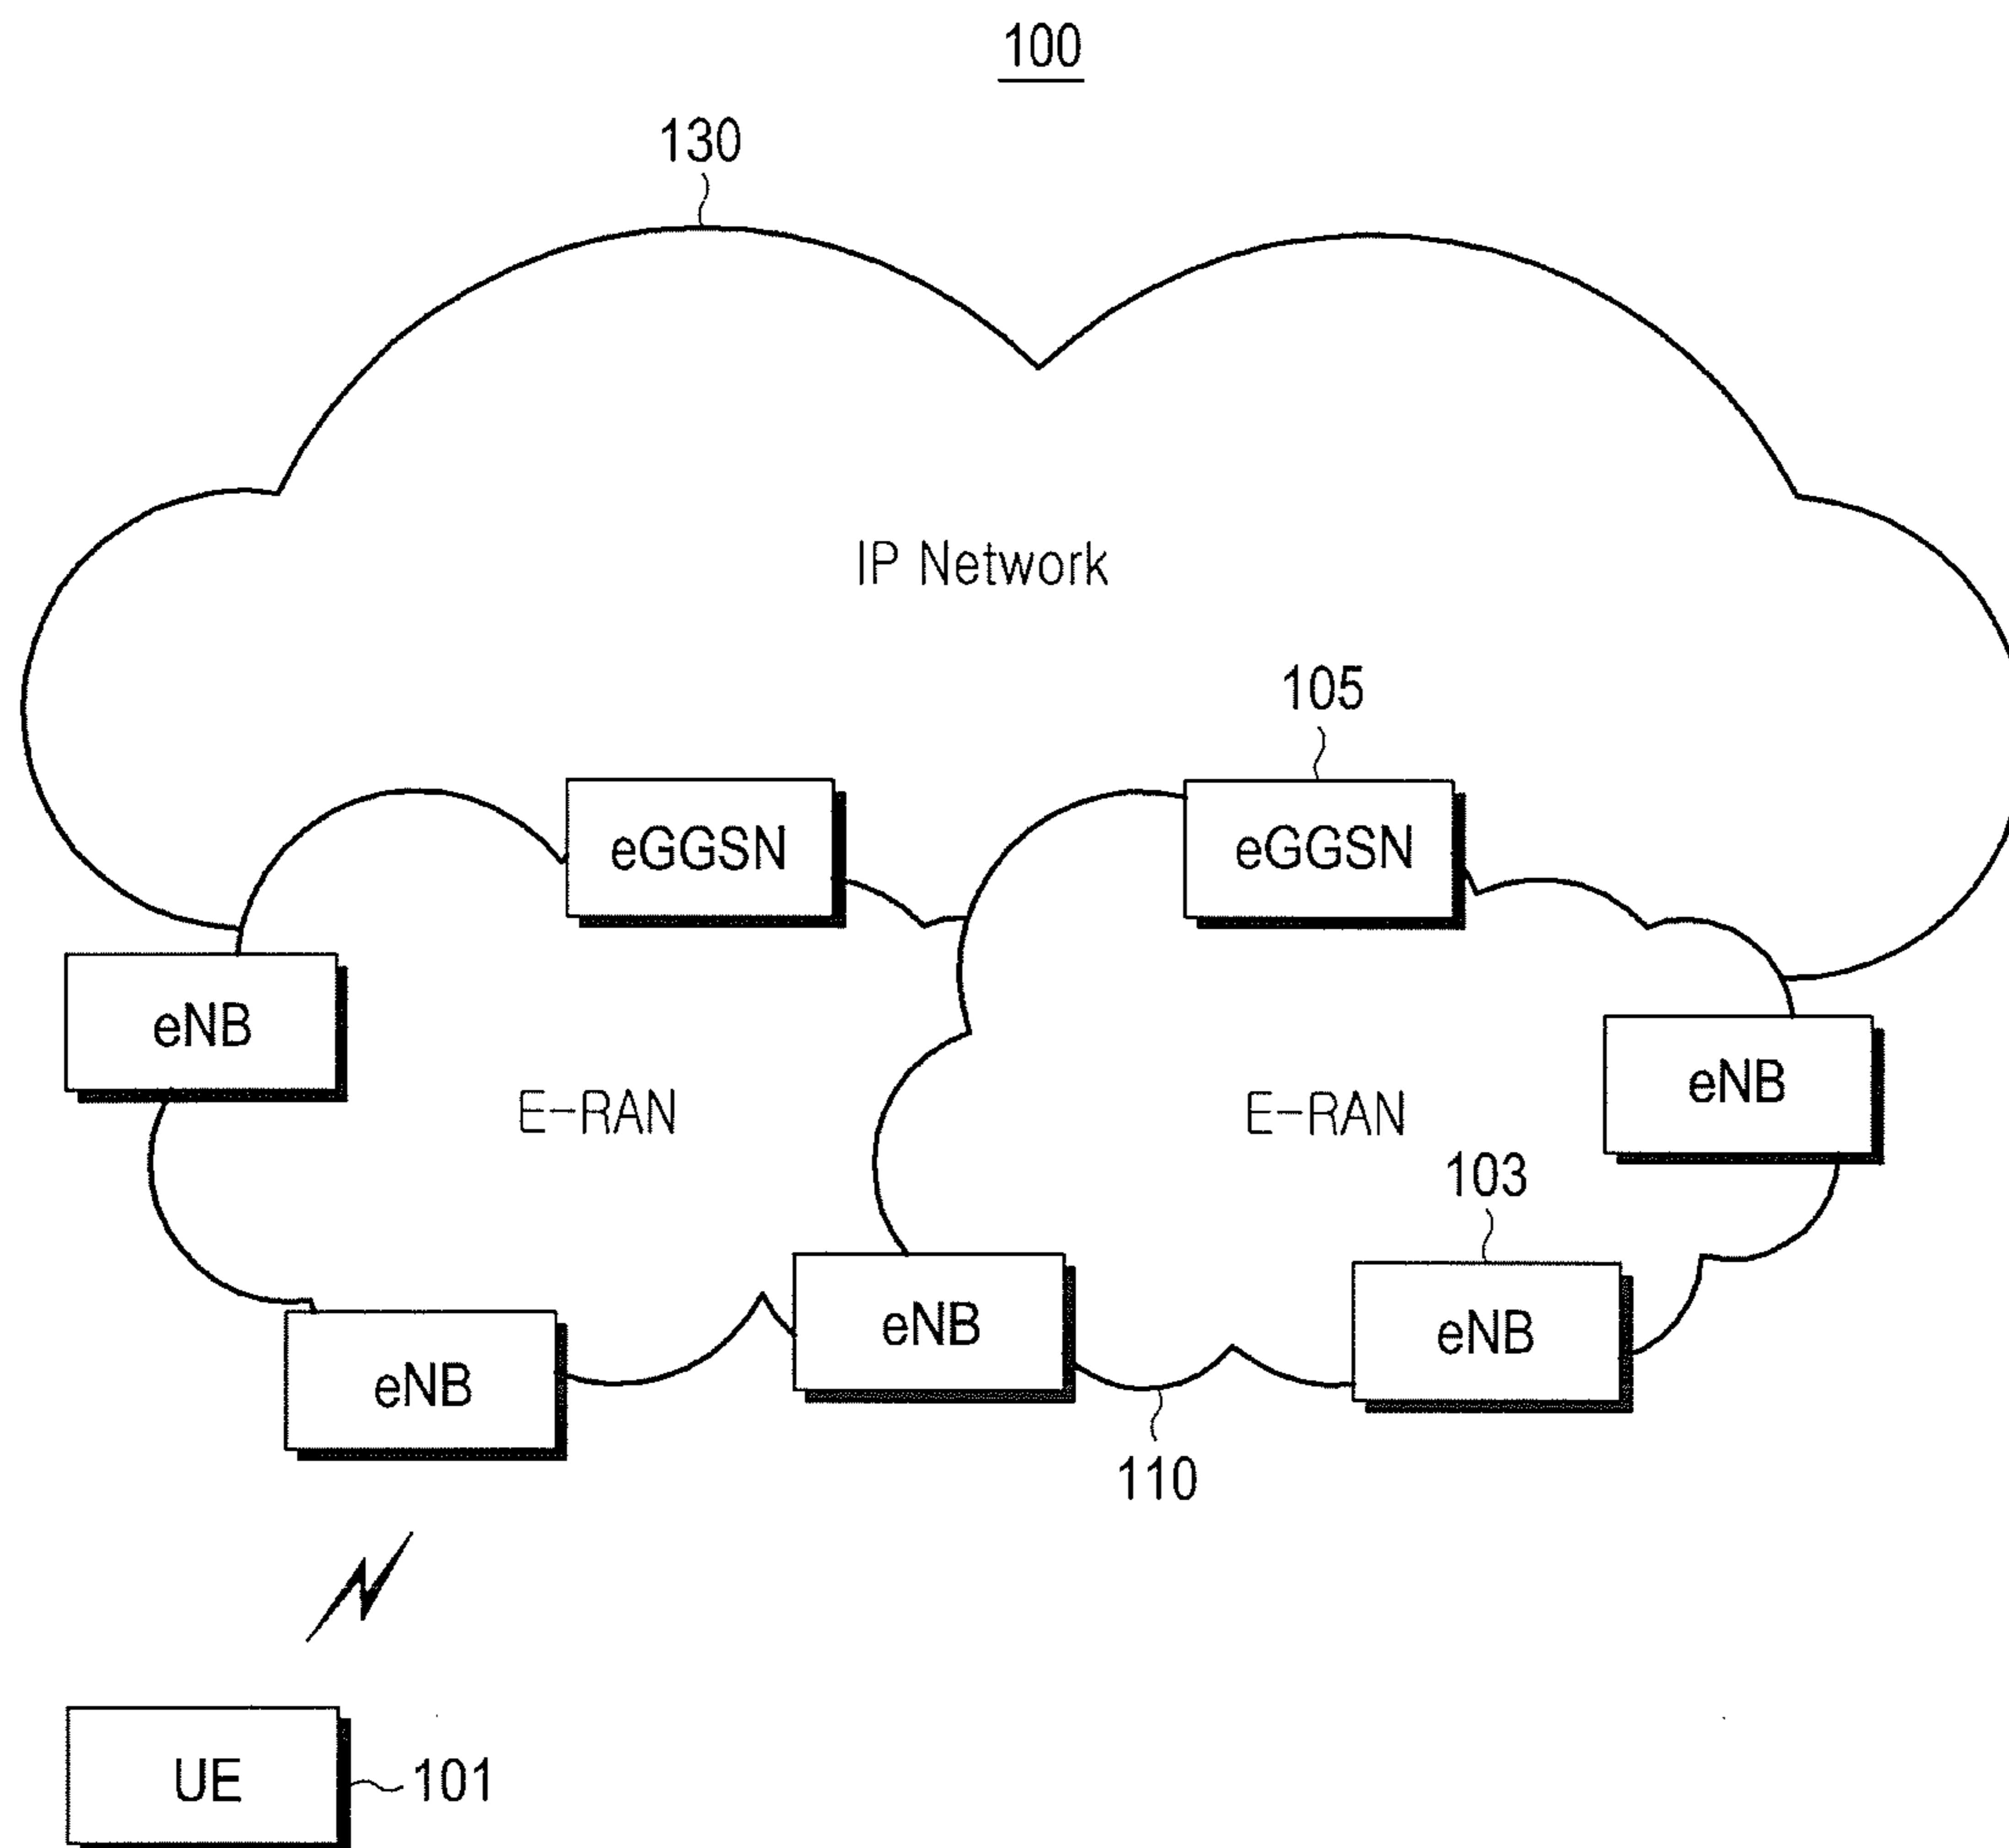 100
130
IP Network
105
eGGSN
eGGSN
eNB
eNB
E-RAN
E-RAN
103
eNB
eNB
eNB
110
UE
101